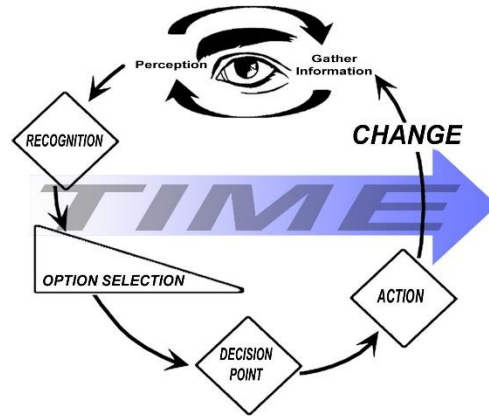 Perception
Gather
Information
RECOGNITION
CHANGE
TIME
OPTION SELECTION
ACTION
DECISION
POINT